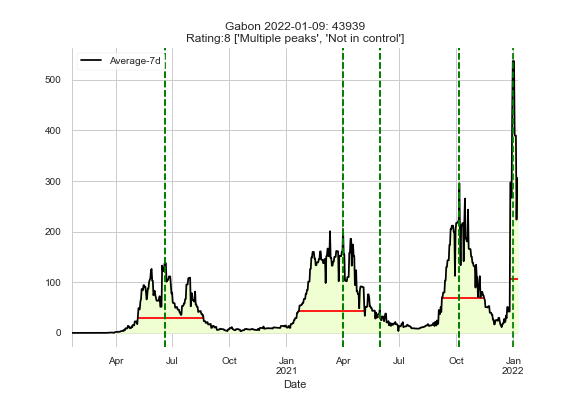 Gabon 2022-01-09: 43939
Rating:8 ['Multiple peaks', 'Not in control']
Average-7d
500
400
300
200
100
0
Apr Jul Oct Jan Apr Jul Oct Jan
2021 2022
Date